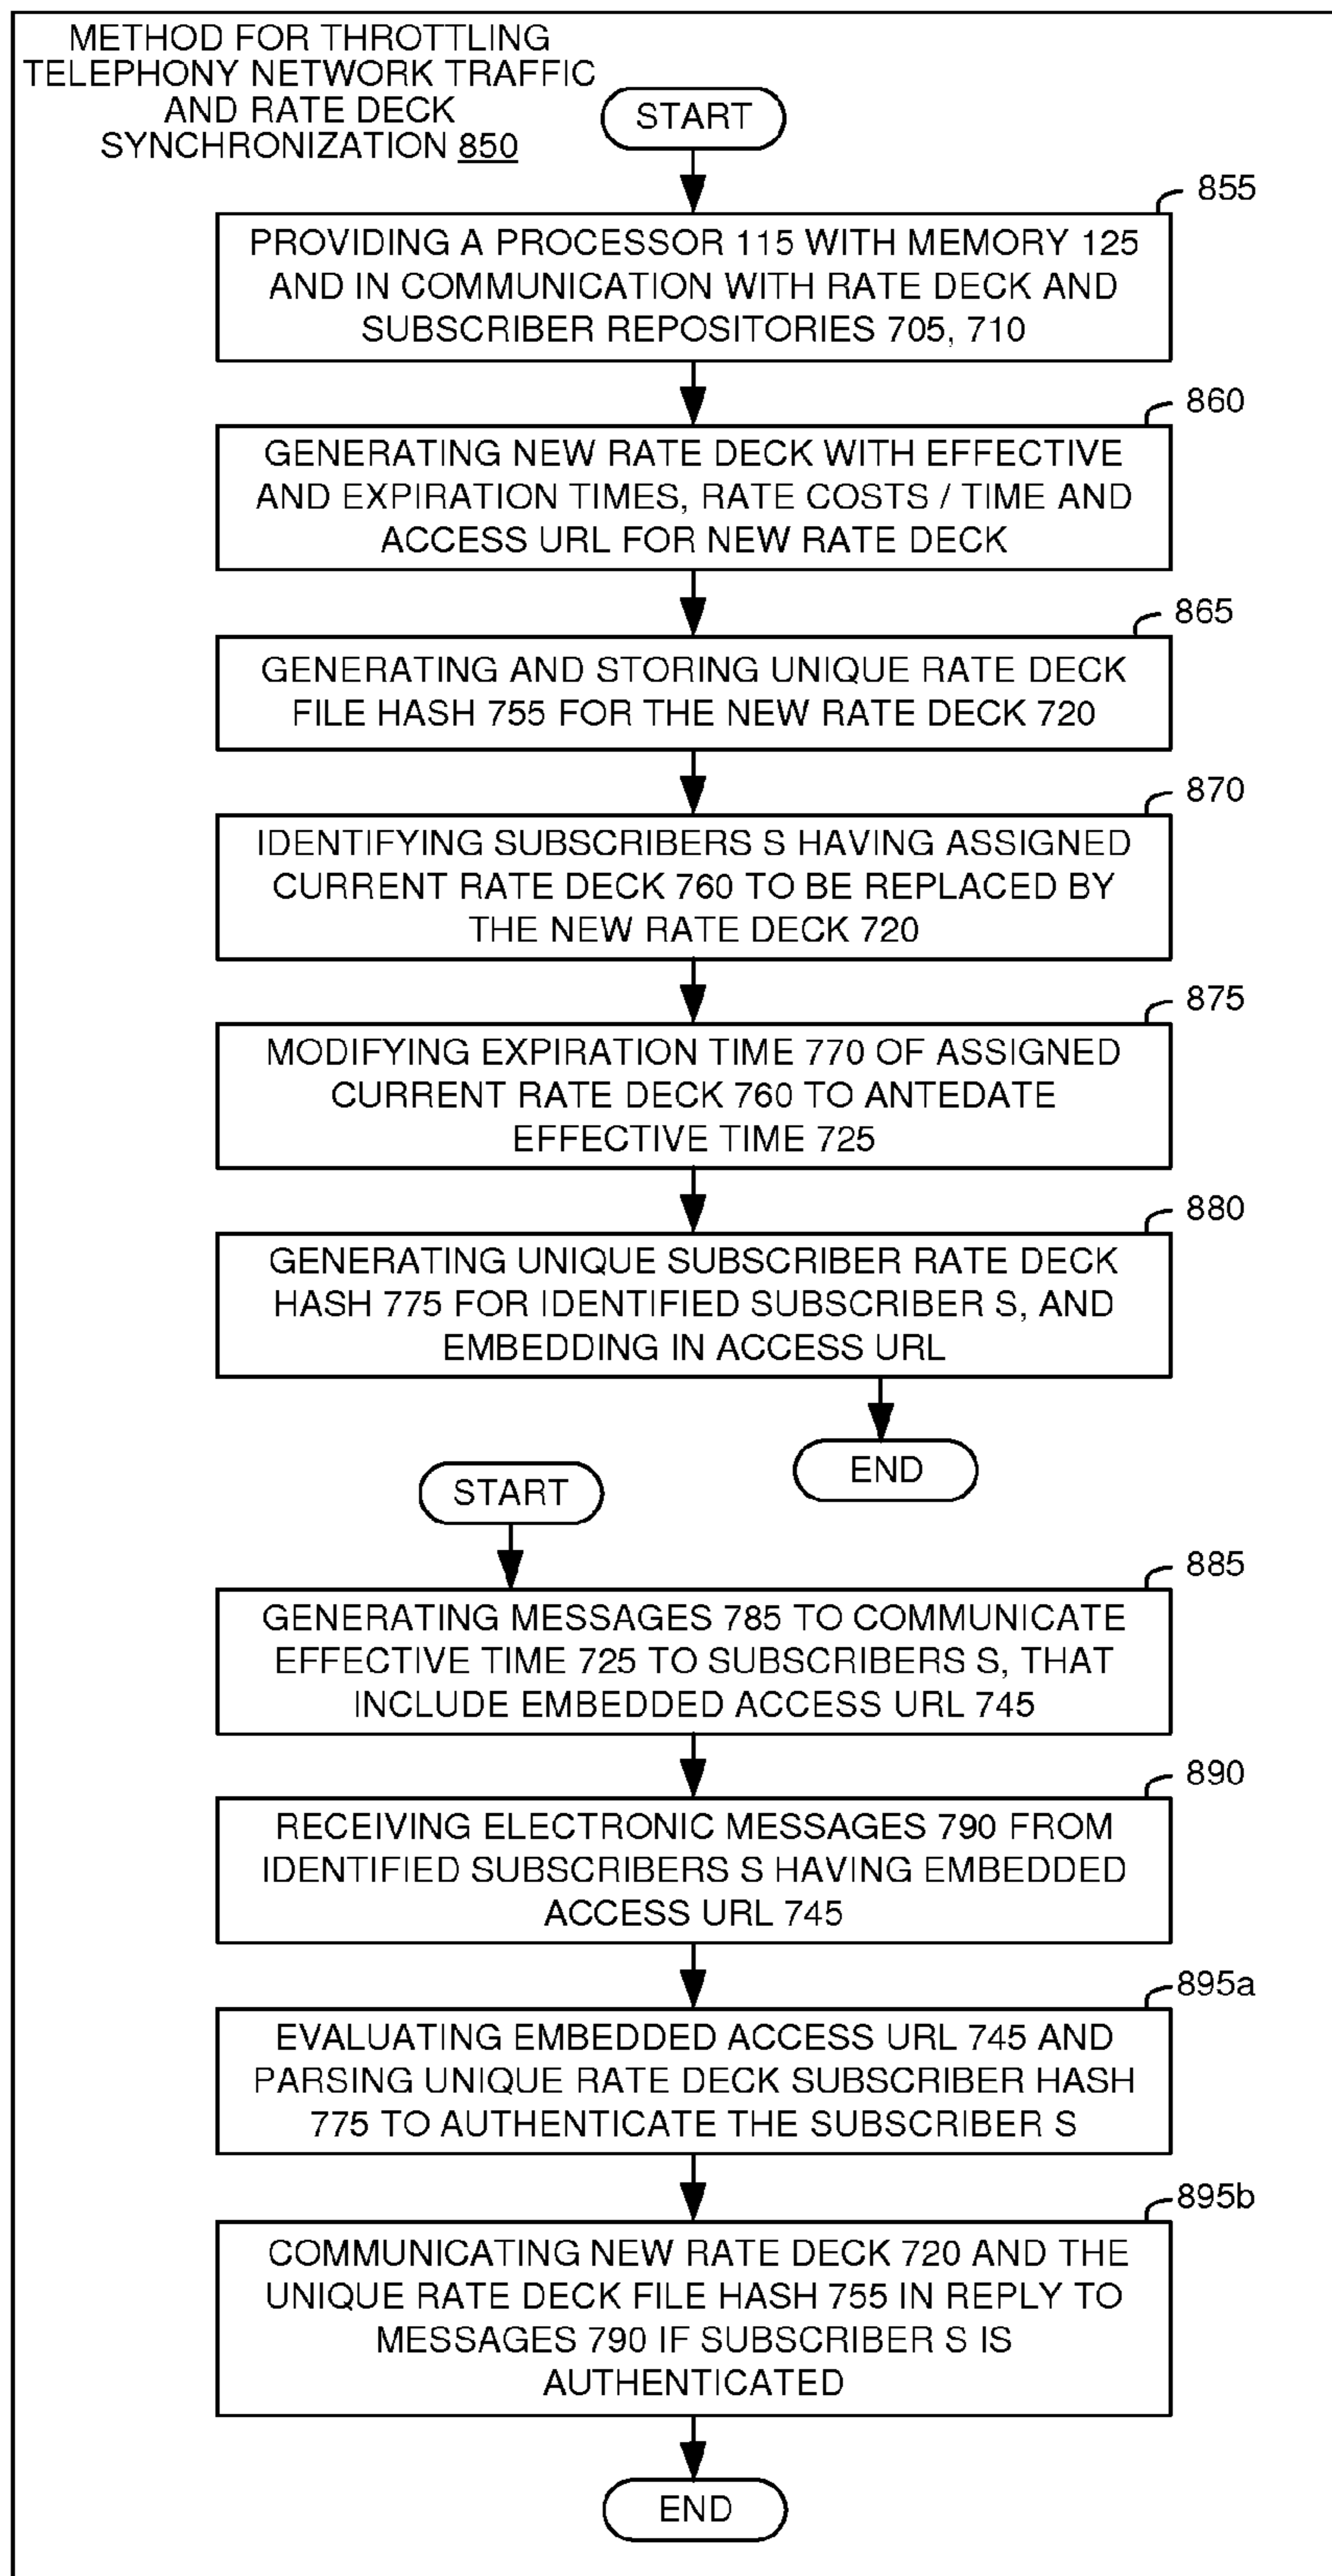 METHOD FOR THROTTLING
TELEPHONY NETWORK TRAFFIC
AND RATE DECK
SYNCHRONIZATION 850
START
855
PROVIDING A PROCESSOR 115 WITH MEMORY 125
AND IN COMMUNICATION WITH RATE DECK AND
SUBSCRIBER REPOSITORIES 705, 710
860
GENERATING NEW RATE DECK WITH EFFECTIVE
AND EXPIRATION TIMES, RATE COSTS / TIME AND
ACCESS URL FOR NEW RATE DECK
865
GENERATING AND STORING UNIQUE RATE DECK
FILE HASH 755 FOR THE NEW RATE DECK 720
870
IDENTIFYING SUBSCRIBERS S HAVING ASSIGNED
CURRENT RATE DECK 760 TO BE REPLACED BY
THE NEW RATE DECK 720
875
MODIFYING EXPIRATION TIME 770 OF ASSIGNED
CURRENT RATE DECK 760 TO ANTEDATE
EFFECTIVE TIME 725
880
GENERATING UNIQUE SUBSCRIBER RATE DECK
HASH 775 FOR IDENTIFIED SUBSCRIBER S, AND
EMBEDDING IN ACCESS URL
END
START
885
GENERATING MESSAGES 785 TO COMMUNICATE
EFFECTIVE TIME 725 TO SUBSCRIBERS S, THAT
INCLUDE EMBEDDED ACCESS URL 745
890
RECEIVING ELECTRONIC MESSAGES 790 FROM
IDENTIFIED SUBSCRIBERS S HAVING EMBEDDED
ACCESS URL 745
895a
EVALUATING EMBEDDED ACCESS URL 745 AND
PARSING UNIQUE RATE DECK SUBSCRIBER HASH
775 TO AUTHENTICATE THE SUBSCRIBER S
895b
COMMUNICATING NEW RATE DECK 720 AND THE
UNIQUE RATE DECK FILE HASH 755 IN REPLY TO
MESSAGES 790 IF SUBSCRIBER S IS
AUTHENTICATED
END